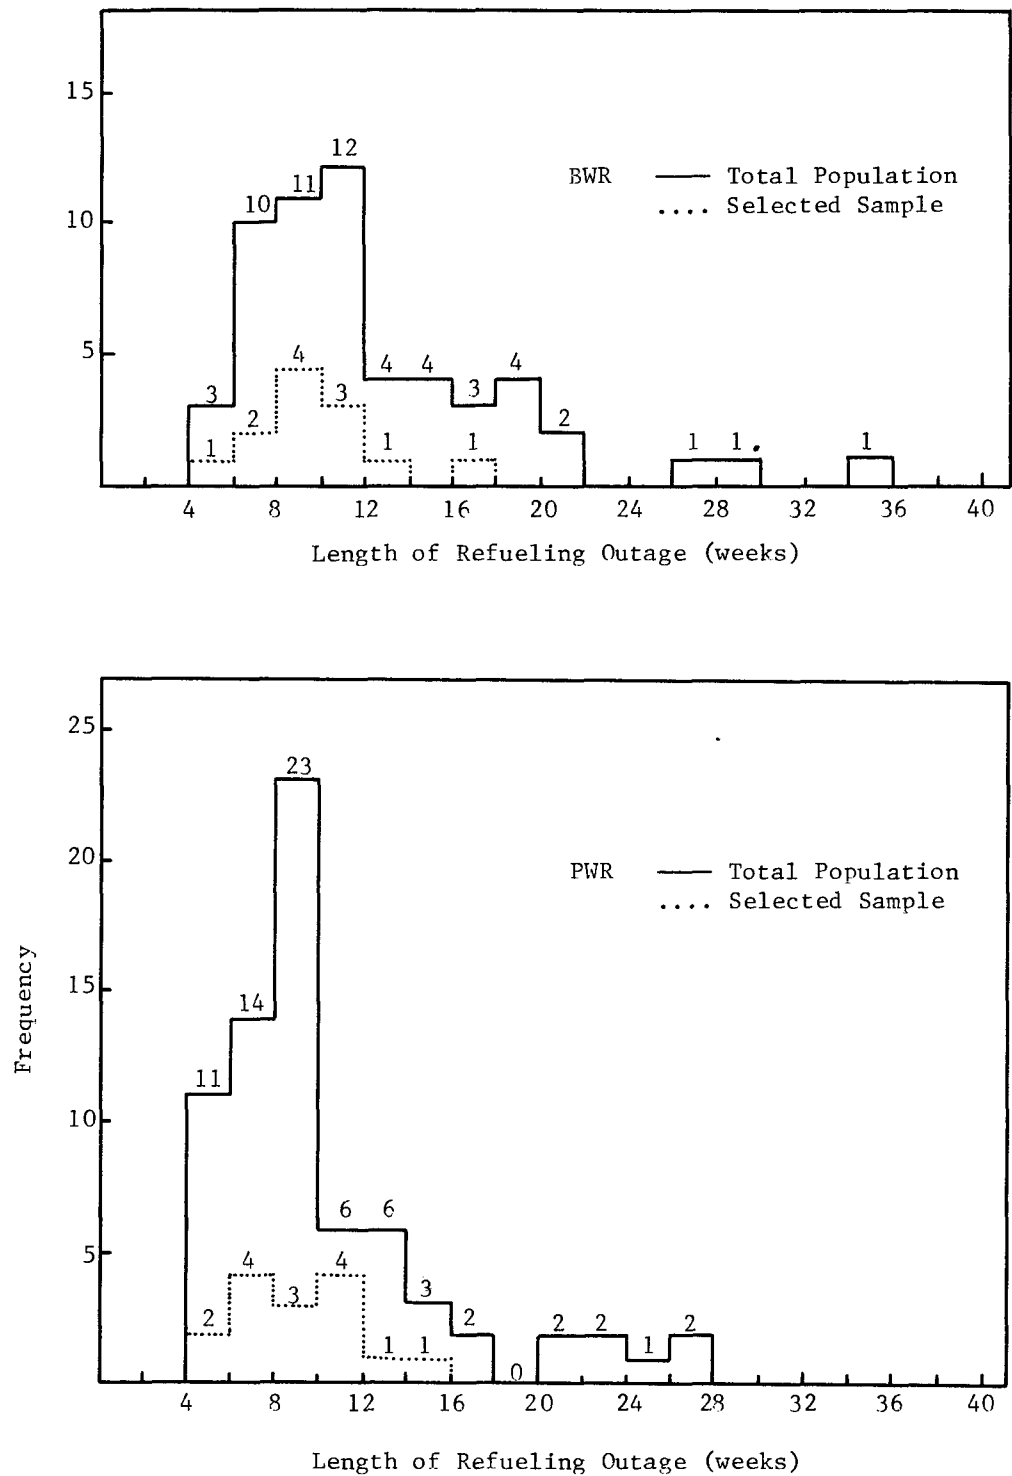 15
12
BWR Total Population
11
10
.... Selected Sample
10
5
4
4 4 4
3 3 3
2 2
1 1 1 1 1 1
4 8 12 16 20 24 28 32 36 40
Length of Refueling Outage (weeks)
25
23
20
PWR Total Population
.... Selected Sample
Frequency
15
14
11
10
6 6
5
4 4
3 3
2 2 2 2 2
1 1 1
0
4 8 12 16 20 24 28 32 36 40
Length of Refueling Outage (weeks)